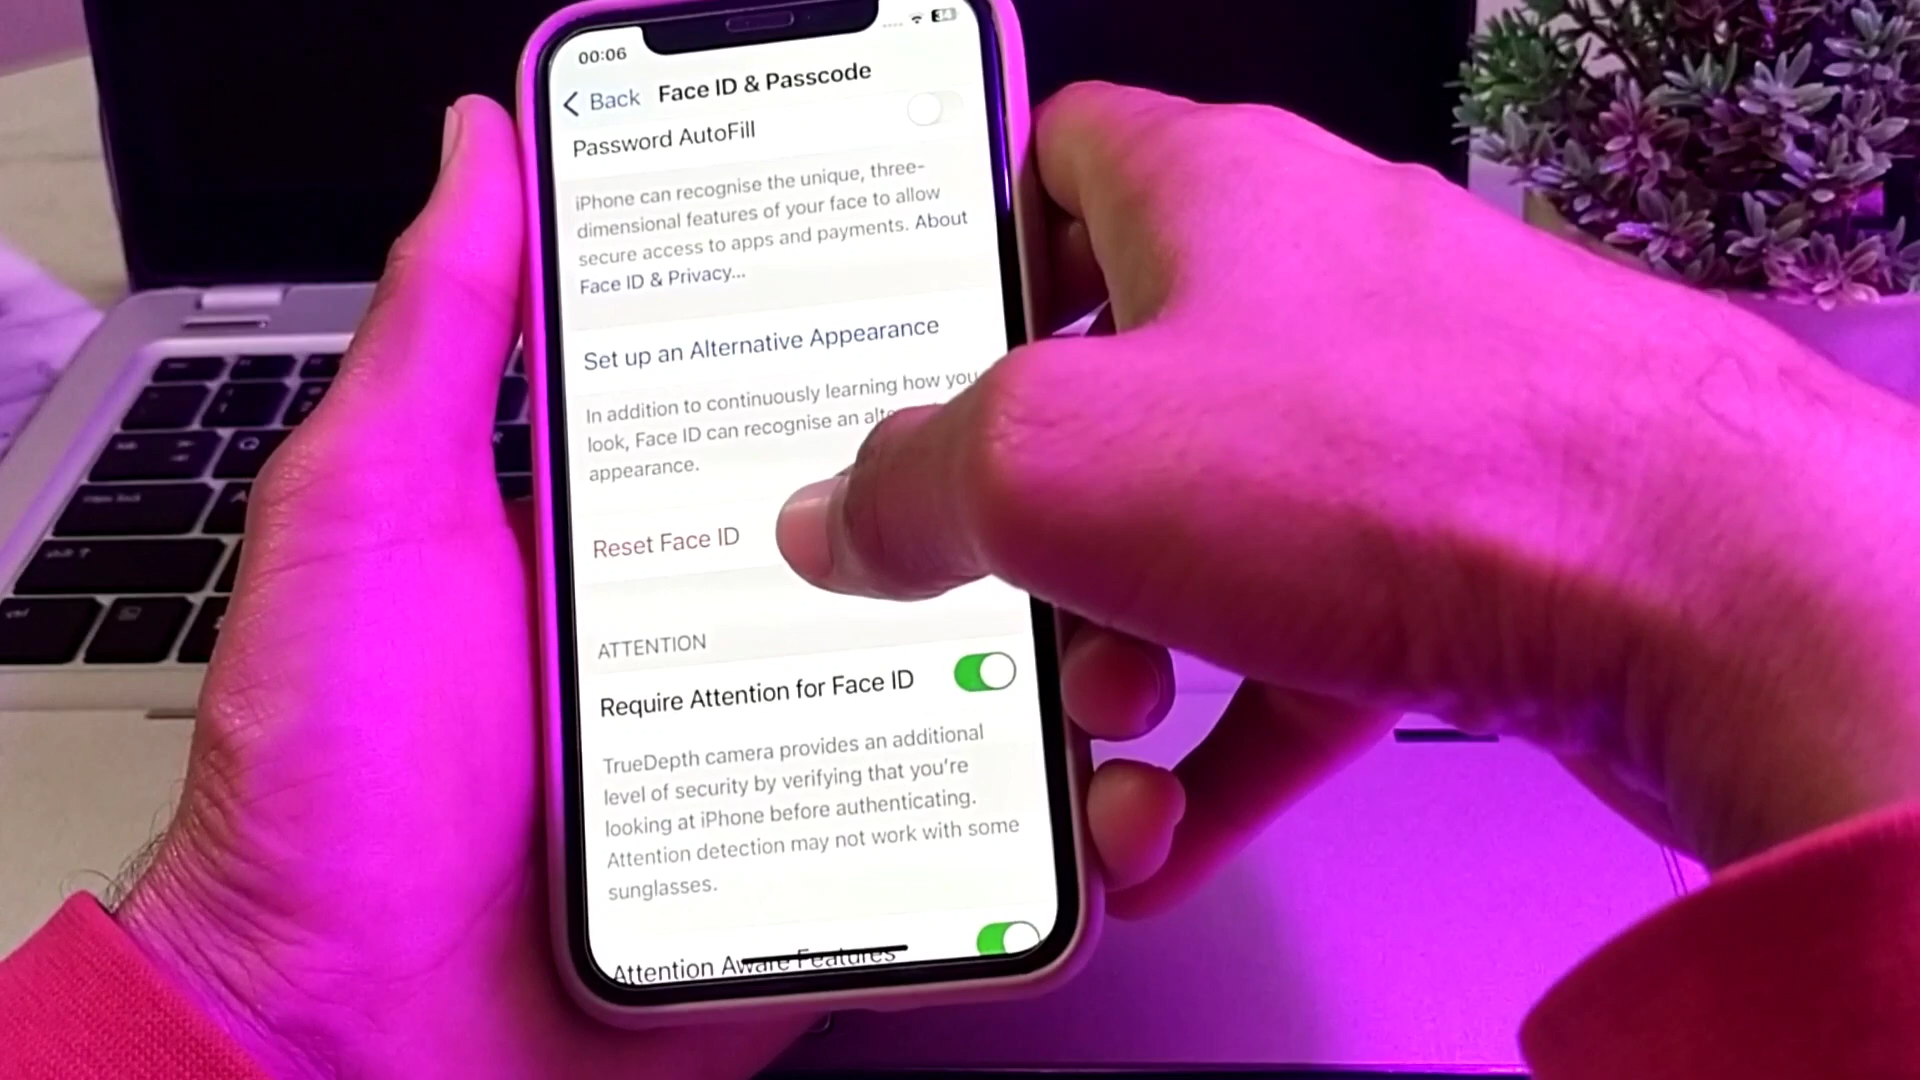 00:06
34
Back Face ID & Passcode
Password AutoFill
iPhone can recognise the unique, three-
dimensional features of your face to allow
secure access to apps and payments. About
Face ID & Privacy...
Set up an Alternative Appearance
In addition to continuously learning how you
look, Face ID can recognise an
appearance.
Reset Face ID
ATTENTION
Require Attention for Face ID
TrueDepth camera provides an additional
level of security by verifying that you're
looking at iPhone before authenticating.
Attention detection may not work with some
sunglasses.
Attention Aware Features